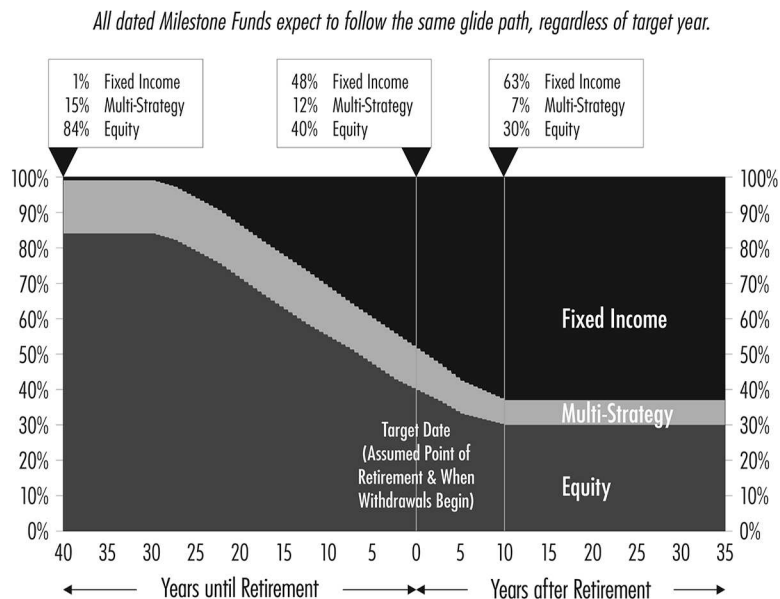 All dated Milestone Funds expect to follow the same glide path, regardless of target year.
1% Fixed Income
15% Multi-Strategy
84% Equity
48% Fixed Income
12% Multi-Strategy
40% Equity
63% Fixed Income
7% Multi-Strategy
30% Equity
100% 100%
90% 90%
80% 80%
70% 70%
60% 60%
50% 50%
40% 40%
30% 30%
20% 20%
10% 10%
0% 0%
Fixed Income
Multi-Strategy
Equity
Target Date
(Assumed Point of
Retirement & When
Withdrawals Begin)
40 35 30 25 20 15 10 5 0 5 10 15 20 25 30 35
Years until Retirement Years after Retirement